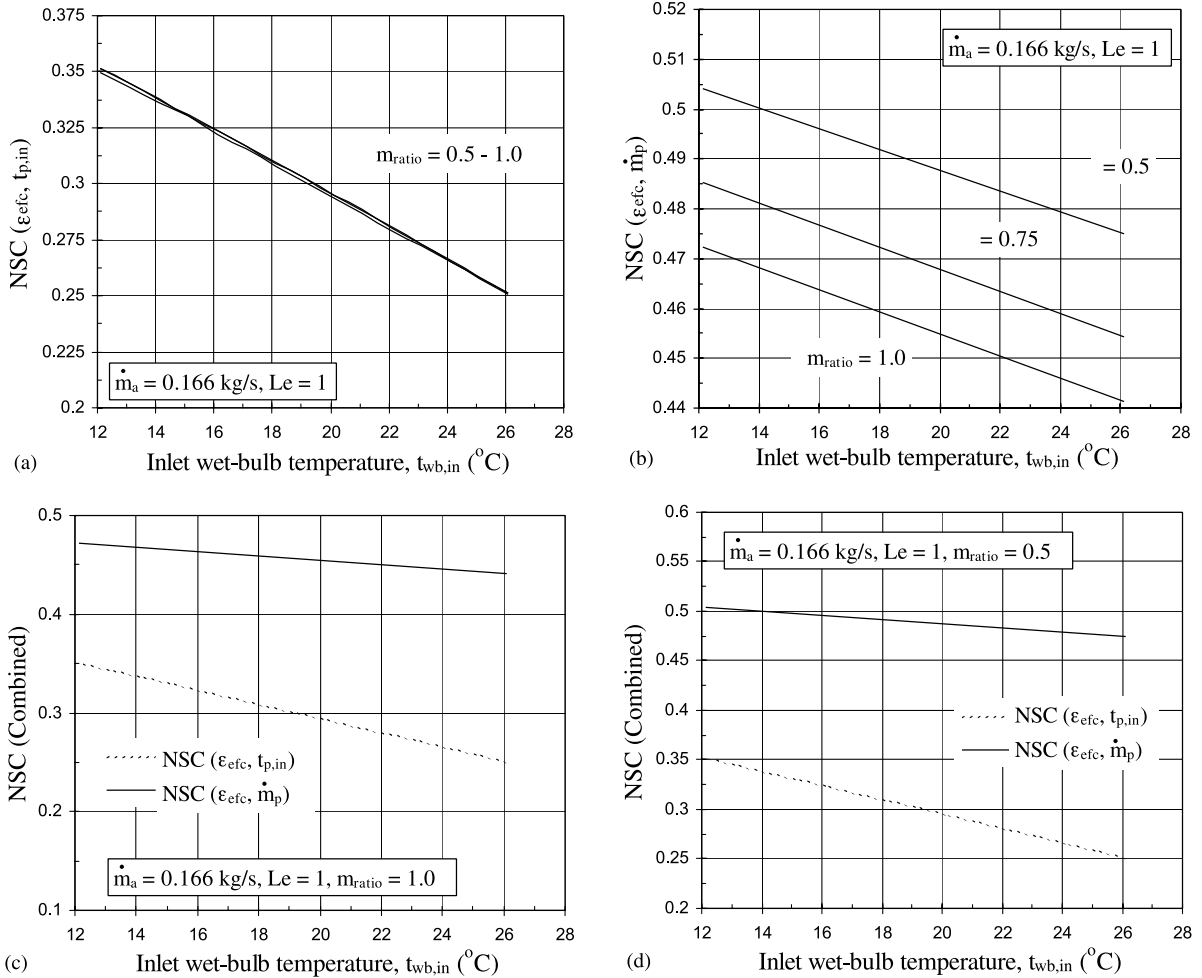 0.375
0.35
0.325
0.3
0.275
0.25
0.225
0.2
NSC (εefc, tp,in)
mratio = 0.5 - 1.0
ṁa = 0.166 kg/s, Le = 1
12 14 16 18 20 22 24 26 28
(a) Inlet wet-bulb temperature, twb,in (°C)
0.52
0.51
0.5
0.49
0.48
0.47
0.46
0.45
0.44
NSC (εefc, ṁp)
ṁa = 0.166 kg/s, Le = 1
= 0.5
= 0.75
mratio = 1.0
12 14 16 18 20 22 24 26 28
(b) Inlet wet-bulb temperature, twb,in (°C)
0.5
0.4
0.3
0.2
0.1
NSC (Combined)
NSC (εefc, tp,in)
NSC (εefc, ṁp)
ṁa = 0.166 kg/s, Le = 1, mratio = 1.0
12 14 16 18 20 22 24 26 28
(c) Inlet wet-bulb temperature, twb,in (°C)
0.6
0.55
0.5
0.45
0.4
0.35
0.3
0.25
0.2
NSC (Combined)
ṁa = 0.166 kg/s, Le = 1, mratio = 0.5
NSC (εefc, tp,in)
NSC (εefc, ṁp)
12 14 16 18 20 22 24 26 28
(d) Inlet wet-bulb temperature, twb,in (°C)